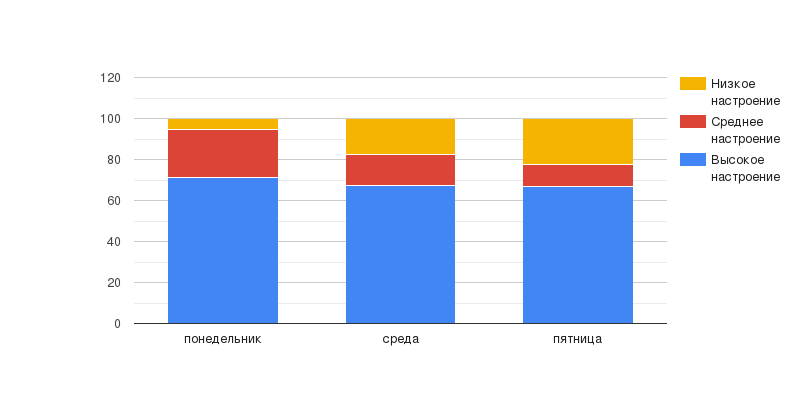 120
100
80
60
40
20
0
понедельник
среда
пятница
Низкое
настроение
Среднее
настроение
Высокое
настроение